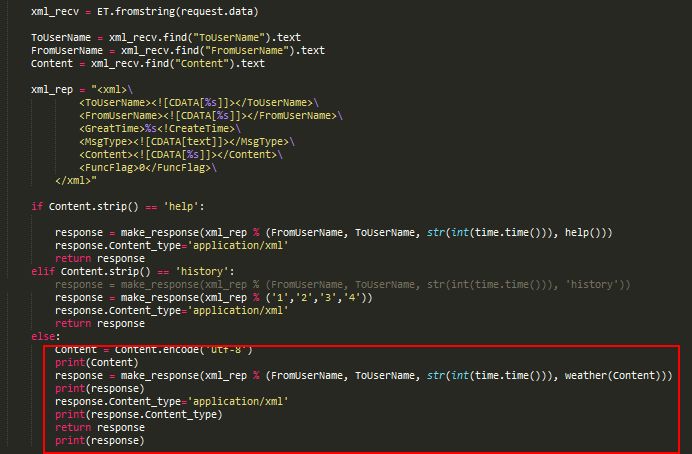 xml_recv = ET.fromstring(request.data)
ToUserName = xml_recv.find("ToUserName").text
FromUserName = xml_recv.find("FromUserName").text
Content = xml_recv.find("Content").text
xml_rep = "<xml>\
<ToUserName><![CDATA[%s]]></ToUserName>\
<FromUserName><![CDATA[%s]]></FromUserName>\
<GreatTime>%s<!CreateTime>\
<MsgType><![CDATA[text]]></MsgType>\
<Content><![CDATA[%s]]></Content>\
<FuncFlag>0</FuncFlag>\
</xml>"
if Content.strip() == 'help':
response = make_response(xml_rep % (FromUserName, ToUserName, str(int(time.time())), help()))
response.Content_type='application/xml'
return response
elif Content.strip() == 'history':
response = make_response(xml_rep % (FromUserName, ToUserName, str(int(time.time())), 'history'))
response = make_response(xml_rep % ('1','2','3','4'))
response.Content_type='application/xml'
return response
else:
Content = Content.encode('utf-8')
print(Content)
response = make_response(xml_rep % (FromUserName, ToUserName, str(int(time.time())), weather(Content)))
print(response)
response.Content_type='application/xml'
print(response.Content_type)
return response
print(response)